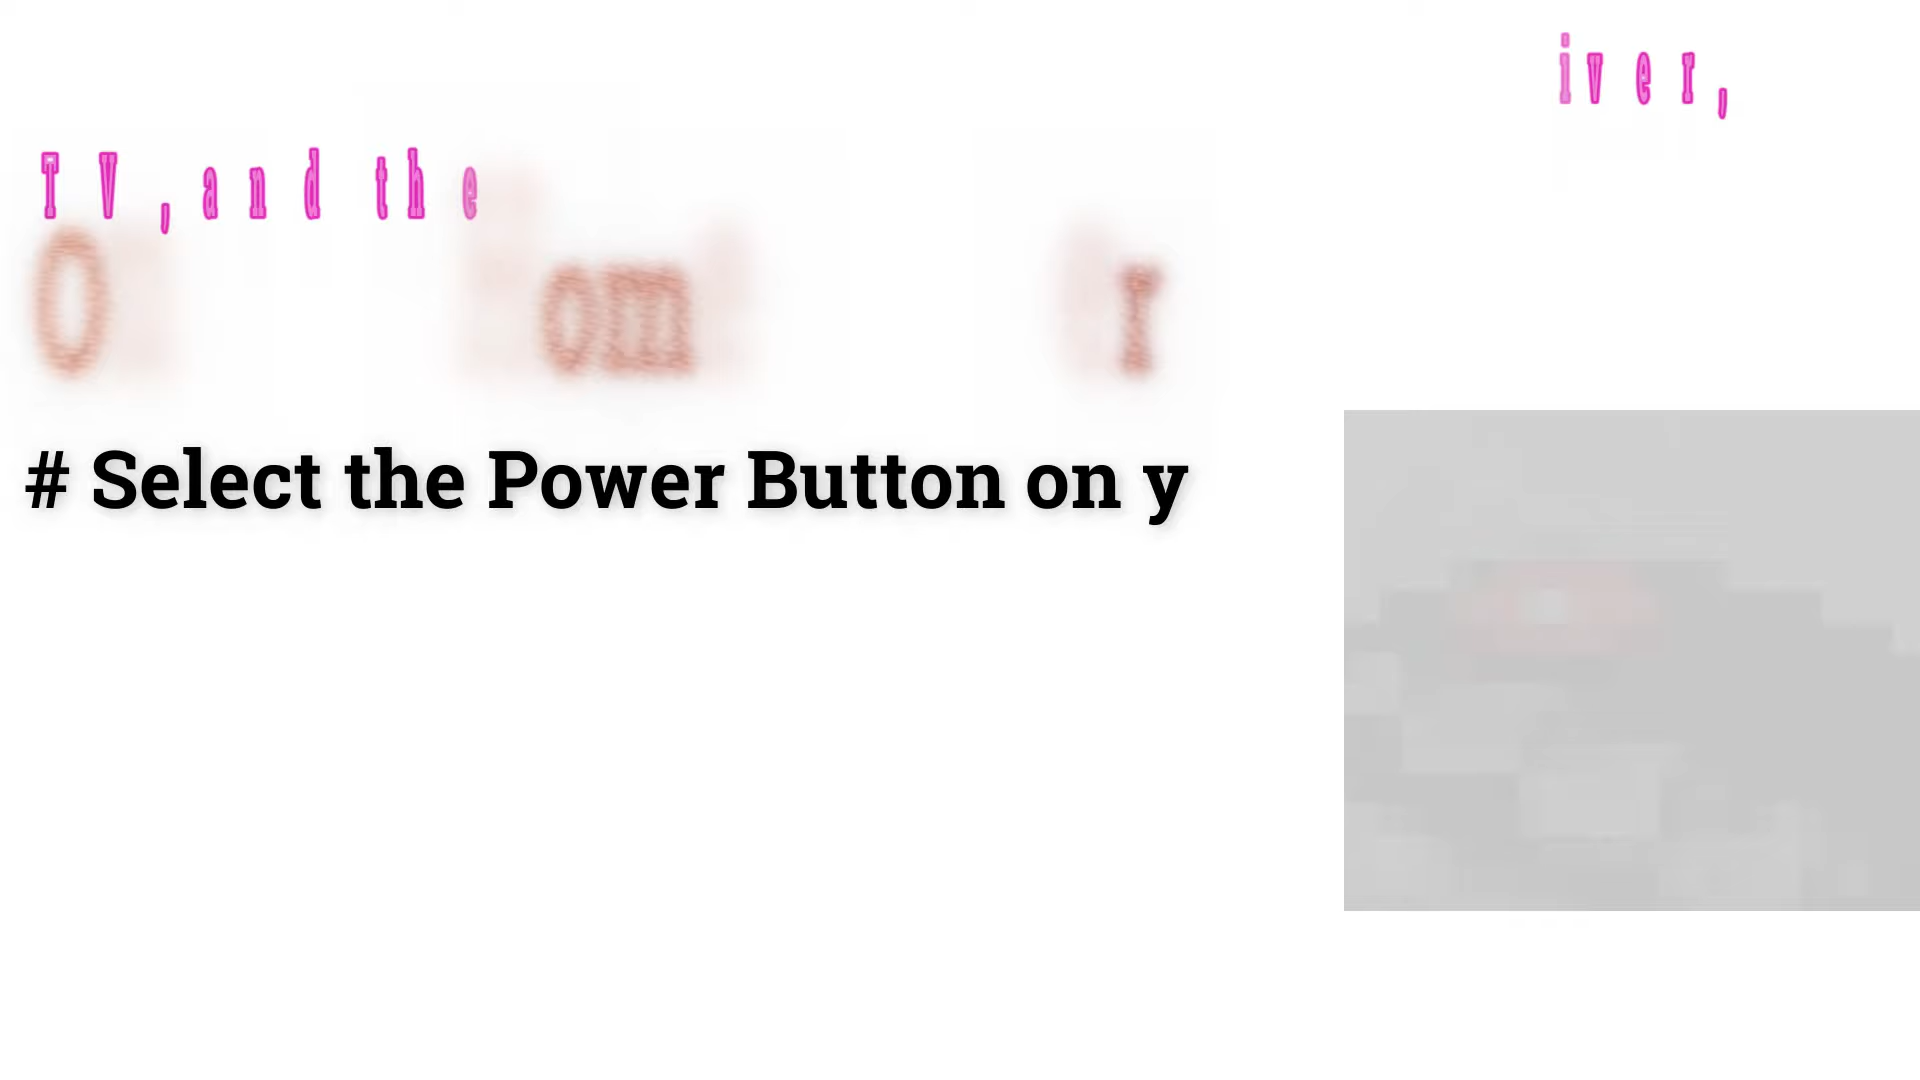 iver,
TV, and the
# Select the Power Button on y